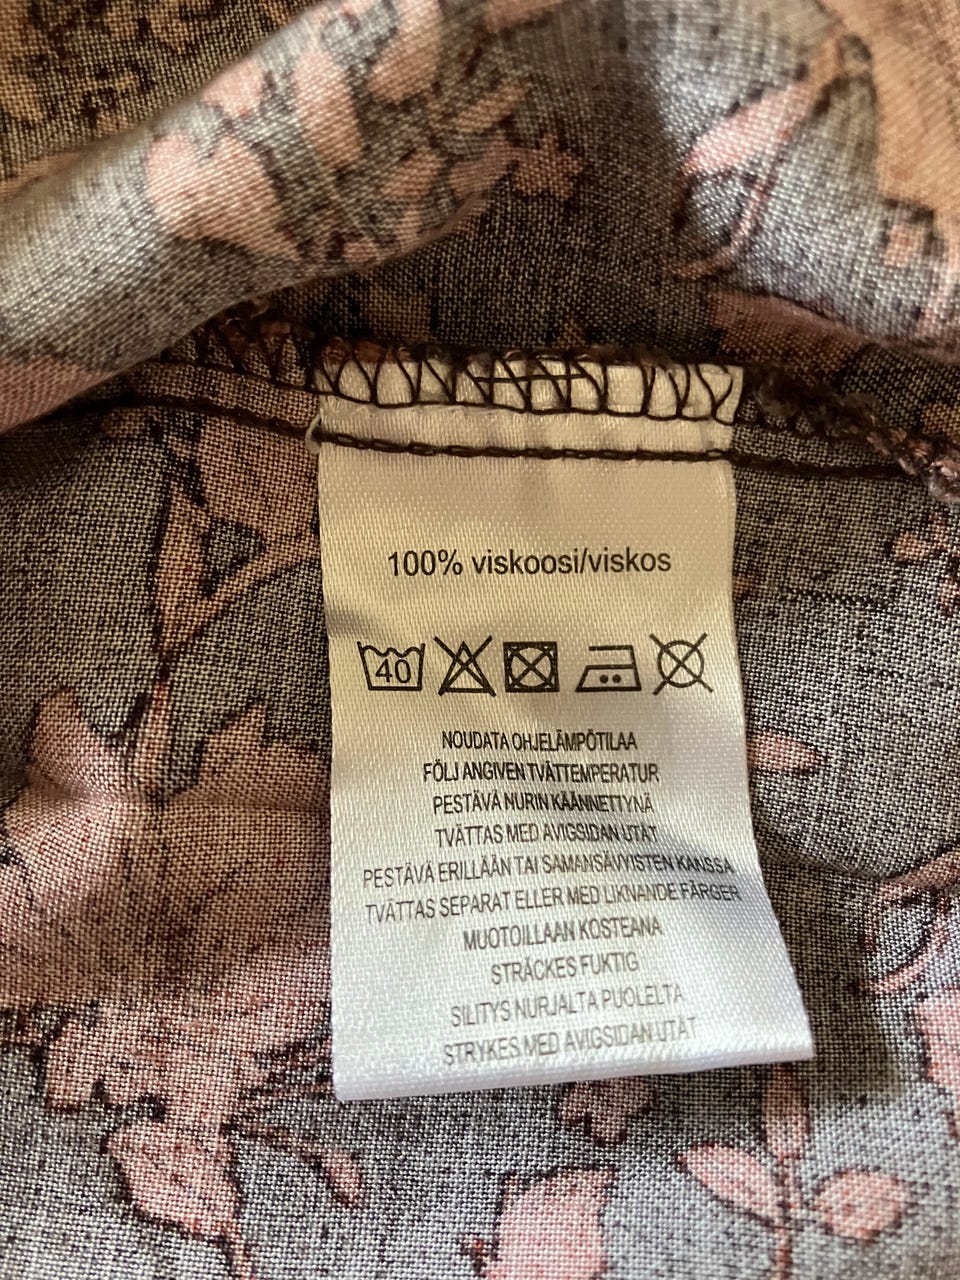 100% viskoosi/viskos
40
NOUDATA OHJELÄMPÖTILAA
FÖLJ ANGIVEN TVÄTTEMPERATUR
PESTÄVÄ NURIN KÄÄNNETTYNÄ
TVÄTTAS MED AVIGSIDAN UTÅT
PESTÄVÄ ERILLÄÄN TAI SAMANSÄVYISTEN KANSSA
TVÄTTAS SEPARAT ELLER MED LIKNANDE FÄRGER
MUOTOILLAAN KOSTEANA
STRÄCKES FUKTIG
SILITYS NURJALTA PUOLELTA
STRYKES MED AVIGSIDAN UTÅT